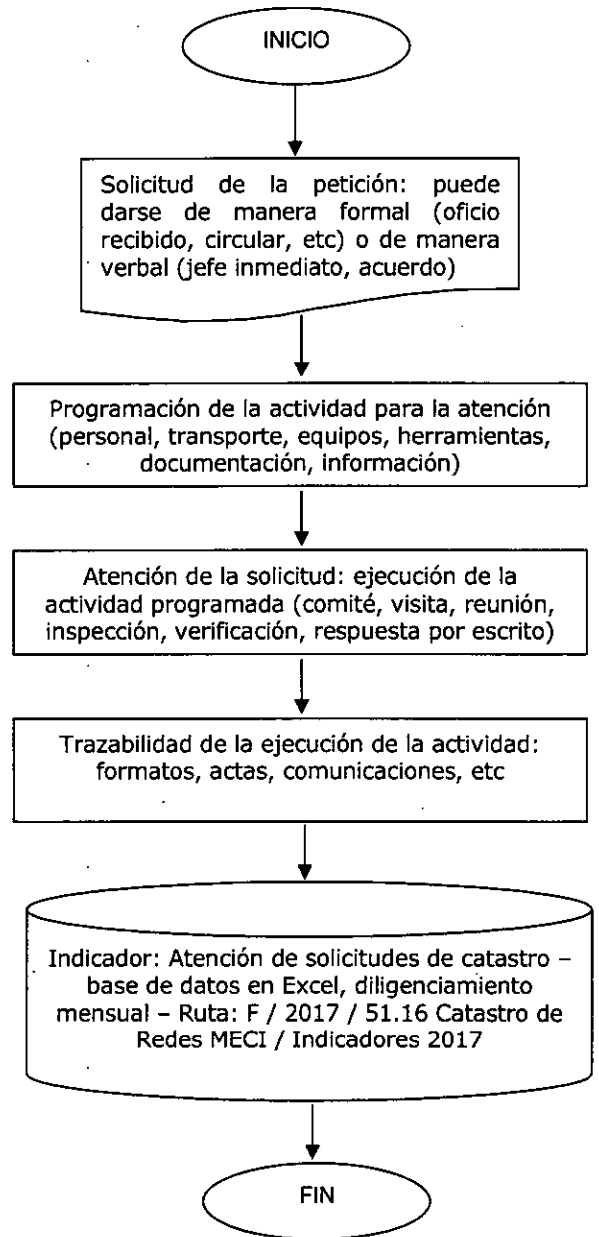 INICIO
Solicitud de la petición: puede
darse de manera formal (oficio
recibido, circular, etc) o de manera
verbal (jefe inmediato, acuerdo)
Programación de la actividad para la atención
(personal, transporte, equipos, herramientas,
documentación, información)
Atención de la solicitud: ejecución de la
actividad programada (comité, visita, reunión,
inspección, verificación, respuesta por escrito)
Trazabilidad de la ejecución de la actividad:
formatos, actas, comunicaciones, etc
Indicador: Atención de solicitudes de catastro –
base de datos en Excel, diligenciamiento
mensual – Ruta: F / 2017 / 51.16 Catastro de
Redes MECI / Indicadores 2017
FIN